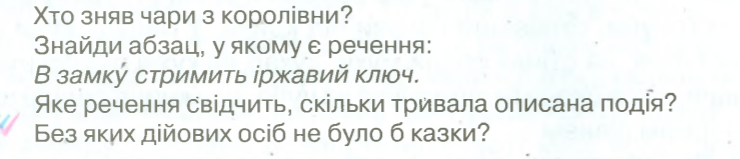 Хто зняв чари з королівни?
Знайди абзац, у якому є речення:
В замку́ стримить іржавий ключ.
Яке речення свідчить, скільки тривала описана подія?
Без яких дійових осіб не було б казки?